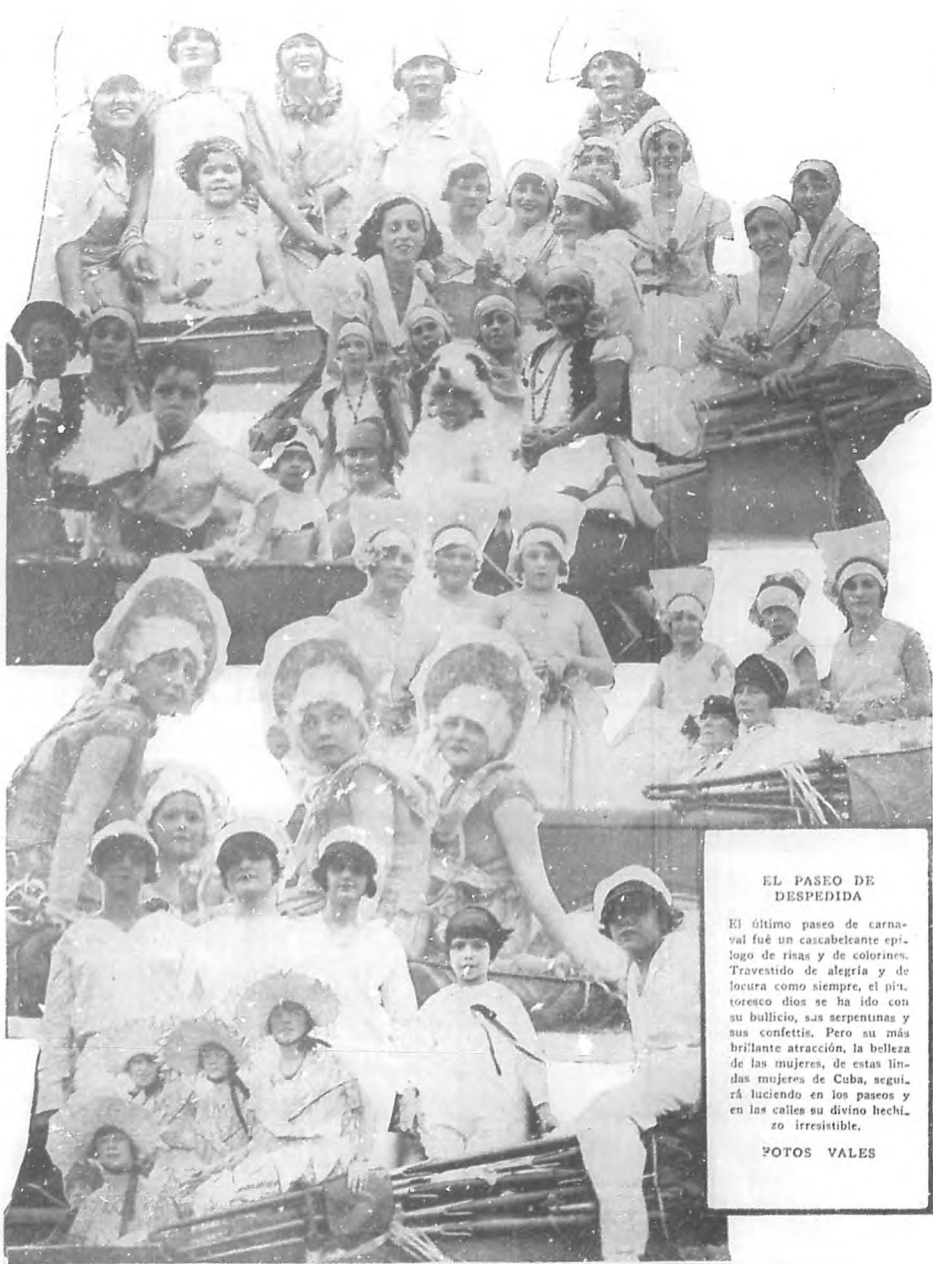 EL PASEO DE
DESPEDIDA
El último paseo de carna-
val fué un cascabeleante epí-
logo de risas y de colorines.
Travestido de alegría y de
locura como siempre, el pin-
toresco dios se ha ido con
su bullicio, sus serpentinas y
sus confettis. Pero su más
brillante atracción, la belleza
de las mujeres, de estas lin-
das mujeres de Cuba, segui-
rá luciendo en los paseos y
en las calles su divino hechi-
zo irresistible.
FOTOS VALES